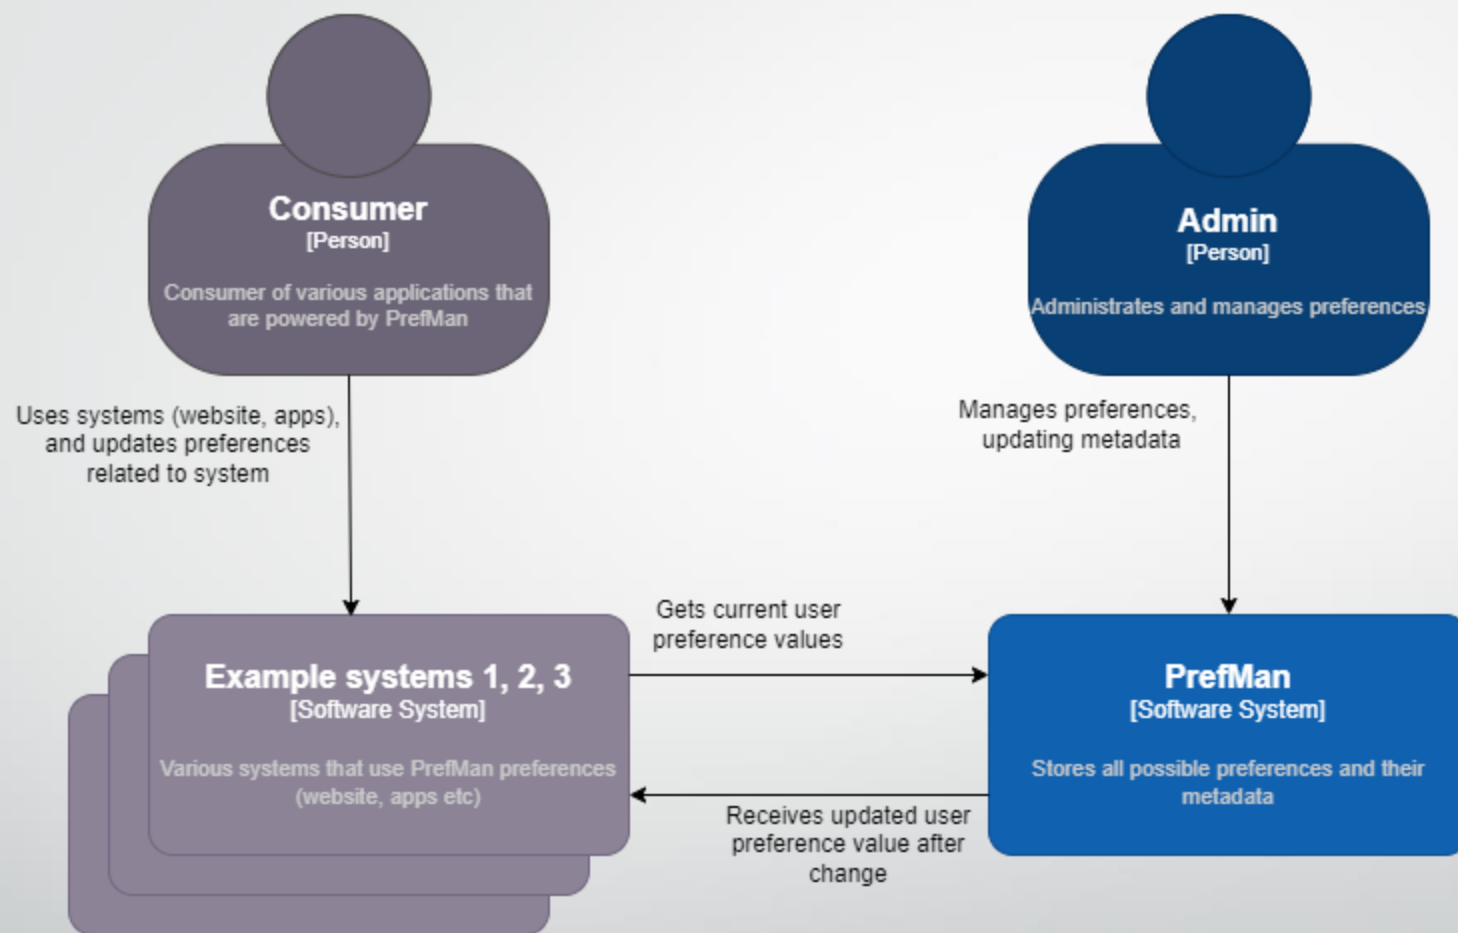 Consumer
[Person]
Consumer of various applications that
are powered by PrefMan
Admin
[Person]
Administrates and manages preferences
Uses systems (website, apps),
and updates preferences
related to system
Manages preferences,
updating metadata
Example systems 1, 2, 3
[Software System]
Various systems that use PrefMan preferences
(website, apps etc)
Gets current user
preference values
Receives updated user
preference value after
change
PrefMan
[Software System]
Stores all possible preferences and their
metadata